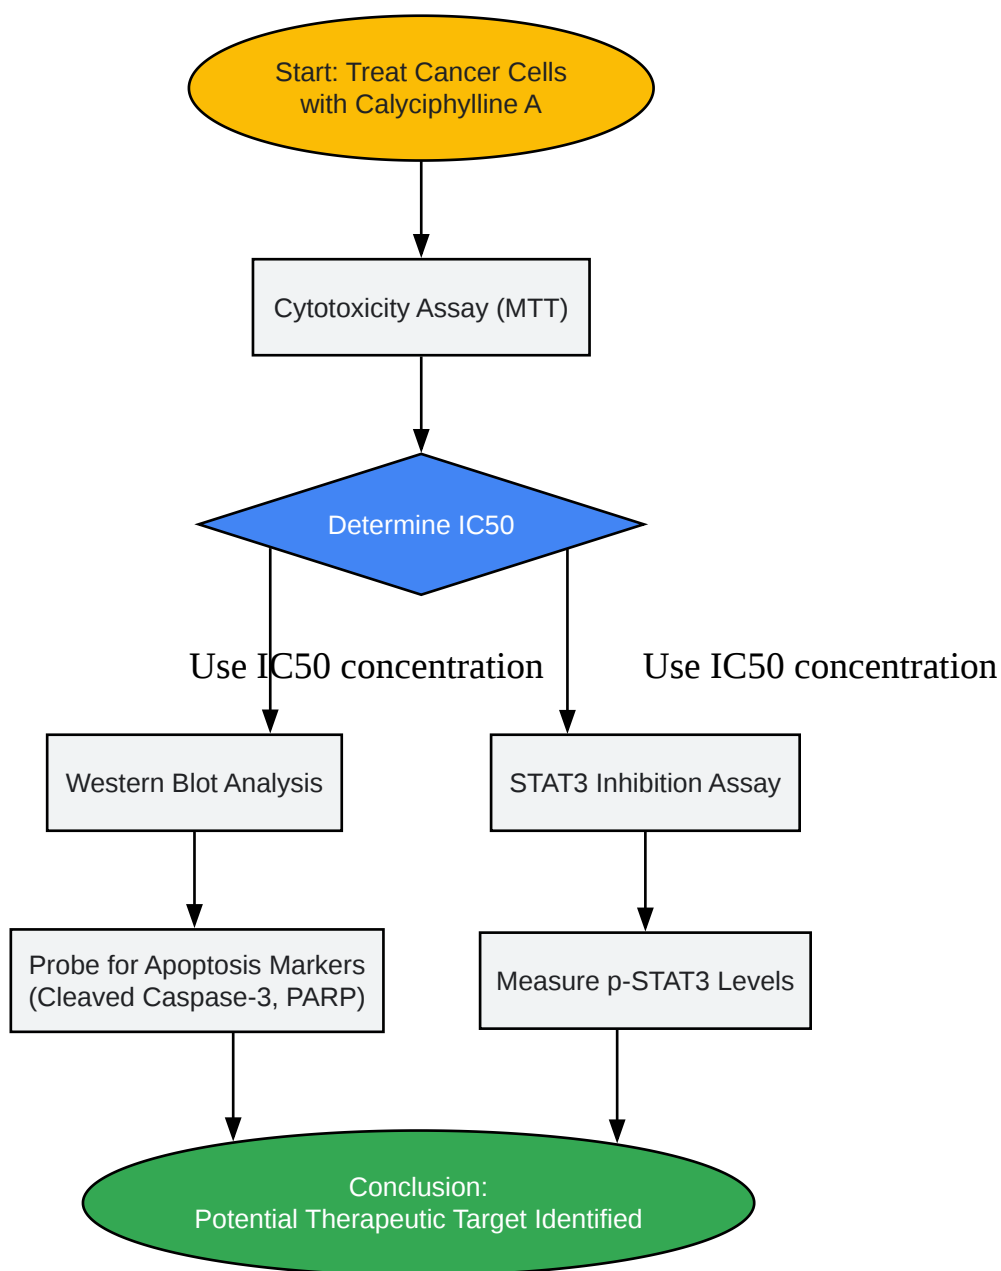 Start: Treat Cancer Cells
with Calyciphylline A
Cytotoxicity Assay (MTT)
Determine IC50
Use IC50 concentration
Use IC50 concentration
Western Blot Analysis
STAT3 Inhibition Assay
Probe for Apoptosis Markers
(Cleaved Caspase-3, PARP)
Measure p-STAT3 Levels
Conclusion:
Potential Therapeutic Target Identified